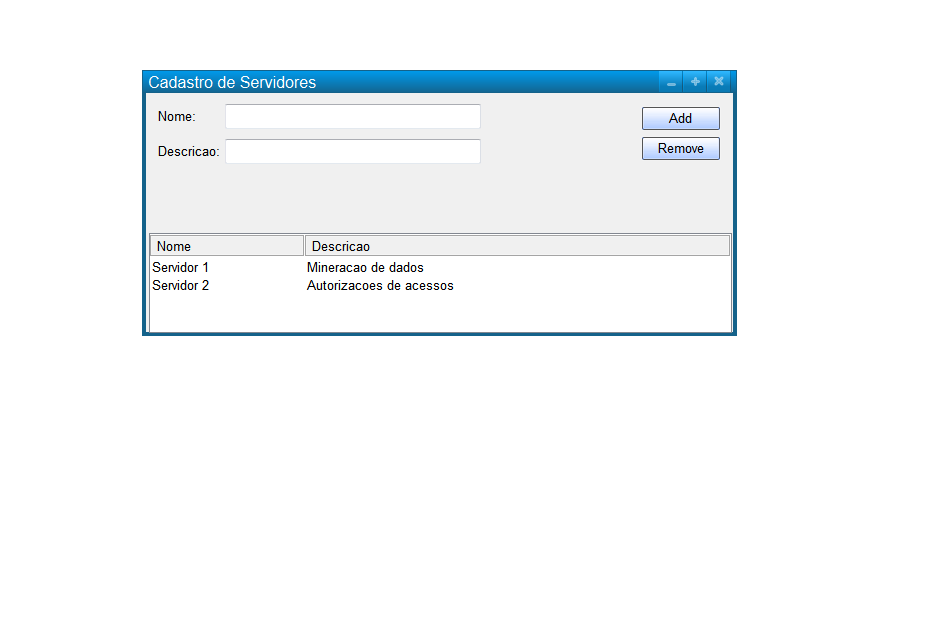 Cadastro de Servidores
Nome:
Add
Descricao:
Remove
Nome Descricao
Servidor 1 Mineracao de dados
Servidor 2 Autorizacoes de acessos